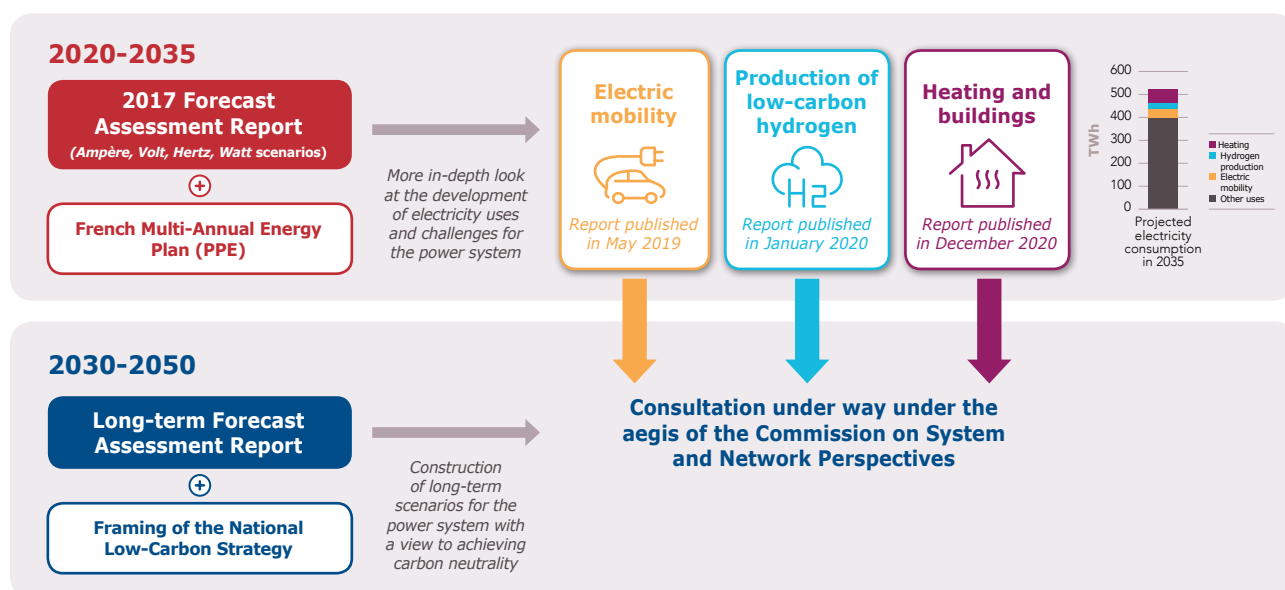 2020-2035
2017 Forecast
Assessment Report
(Ampère, Volt, Hertz, Watt scenarios)
+
French Multi-Annual Energy
Plan (PPE)
More in-depth look
at the development
of electricity uses
and challenges for
the power system
Electric
mobility
Report published
in May 2019
Production of
low-carbon
hydrogen
H2
Report published
in January 2020
Heating and
buildings
Report published
in December 2020
TWh
600
500
400
300
200
100
0
Projected
electricity
consumption
in 2035
Heating
Hydrogen
production
Electric
mobility
Other uses
2030-2050
Long-term Forecast
Assessment Report
+
Framing of the National
Low-Carbon Strategy
Construction
of long-term
scenarios for the
power system with
a view to achieving
carbon neutrality
Consultation under way under the
aegis of the Commission on System
and Network Perspectives